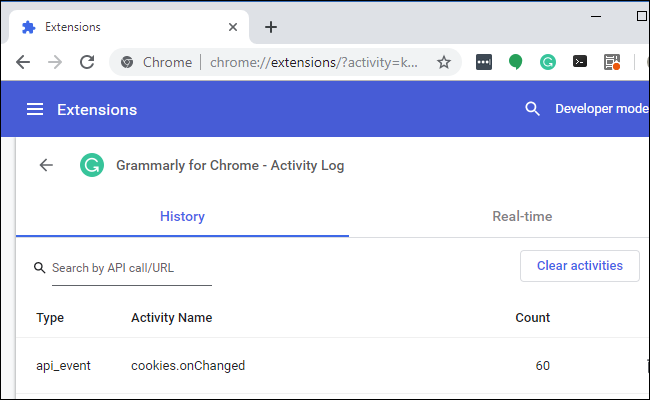 Extensions
Chrome | chrome://extensions/?activity=k...
Extensions Developer mode
Grammarly for Chrome - Activity Log
History Real-time
Search by API call/URL Clear activities
Type Activity Name Count
api_event cookies.onChanged 60